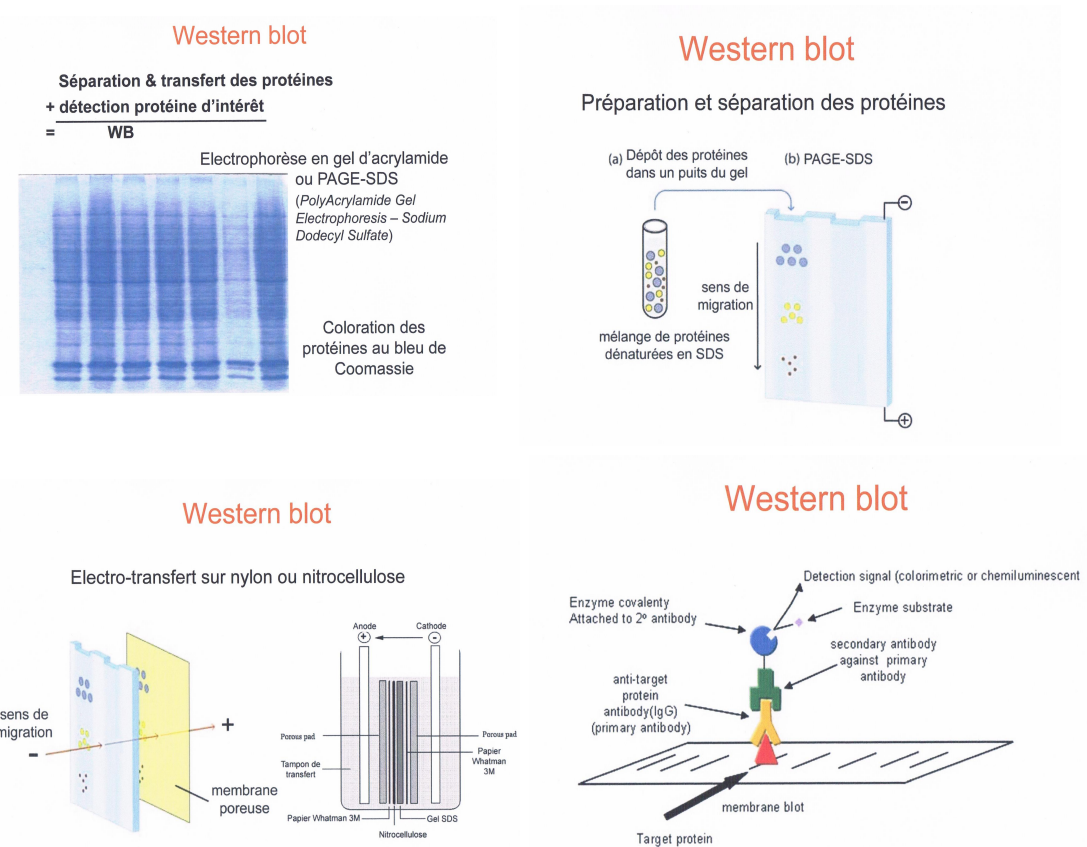 Western blot
Séparation & transfert des protéines
+ détection protéine d'intérêt
= WB
Electrophorèse en gel d'acrylamide
ou PAGE-SDS
(PolyAcrylamide Gel
Electrophoresis – Sodium
Dodecyl Sulfate)
Coloration des
protéines au bleu de
Coomassie
Western blot
Préparation et séparation des protéines
(a) Dépôt des protéines
dans un puits du gel
(b) PAGE-SDS
sens de
migration
mélange de protéines
dénaturées en SDS
Western blot
Electro-transfert sur nylon ou nitrocellulose
sens de
migration
–
+
membrane
poreuse
Anode
Cathode
+
-
Porous pad
Porous pad
Tampon de
transfert
Papier
Whatman
3M
Papier Whatman 3M
Gel SDS
Nitrocellulose
Western blot
Detection signal (colorimetric or chemiluminescent
Enzyme covalenty
Attached to 2º antibody
Enzyme substrate
secondary antibody
against primary
antibody
anti-target
protein
antibody(IgG)
(primary antibody)
membrane blot
Target protein